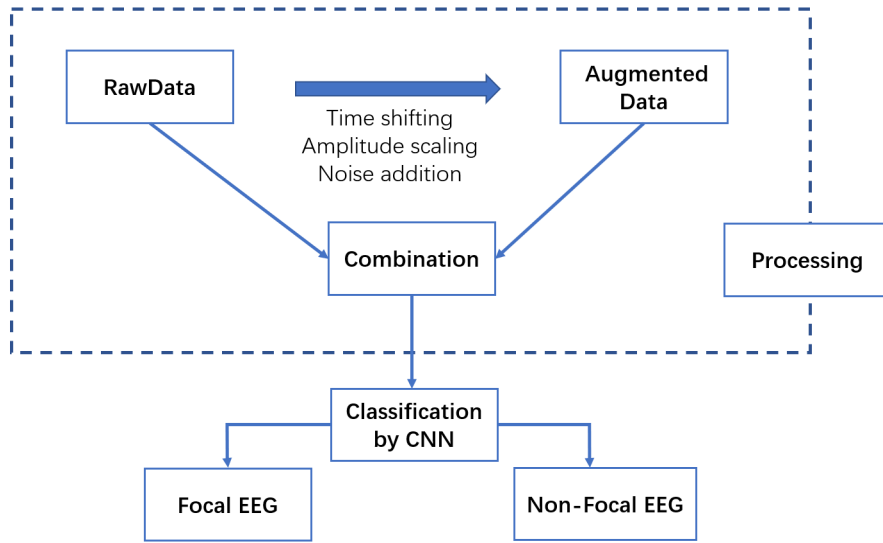 RawData
Augmented
Data
Time shifting
Amplitude scaling
Noise addition
Combination
Processing
Classification
by CNN
Focal EEG
Non-Focal EEG